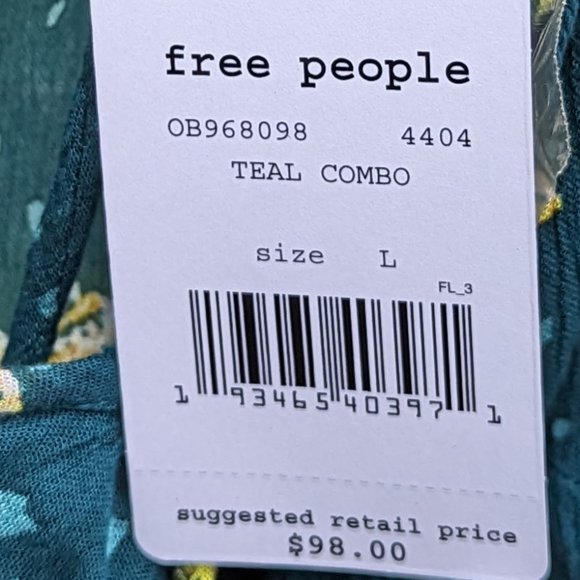 free people
OB968098 4404
TEAL COMBO
size L
FL_3
1 93465 40397 1
suggested retail price
$98.00